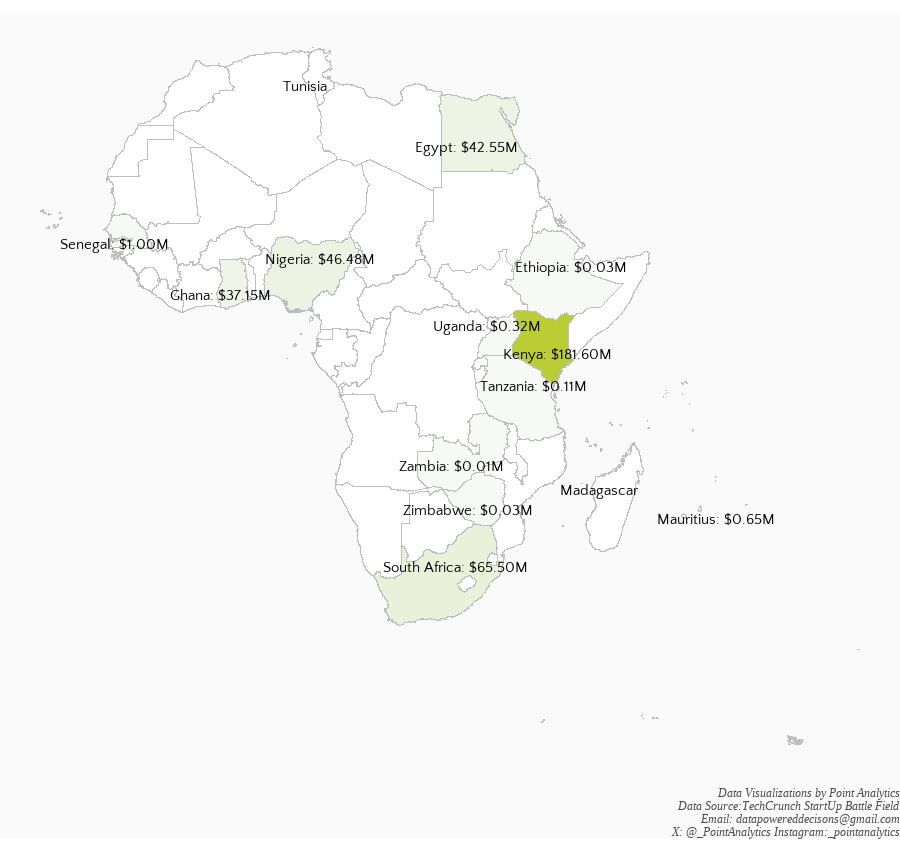 Tunisia
Egypt: $42.55M
Senegal: $1.00M
Nigeria: $46.48M
Ethiopia: $0.03M
Ghana: $37.15M
Uganda: $0.32M
Kenya: $181.60M
Tanzania: $0.11M
Zambia: $0.01M
Madagascar
Zimbabwe: $0.03M
Mauritius: $0.65M
South Africa: $65.50M
Data Visualizations by Point Analytics
Data Source:TechCrunch StartUp Battle Field
Email: datapowereddecisons@gmail.com
X: @_PointAnalytics Instagram:_pointanalytics